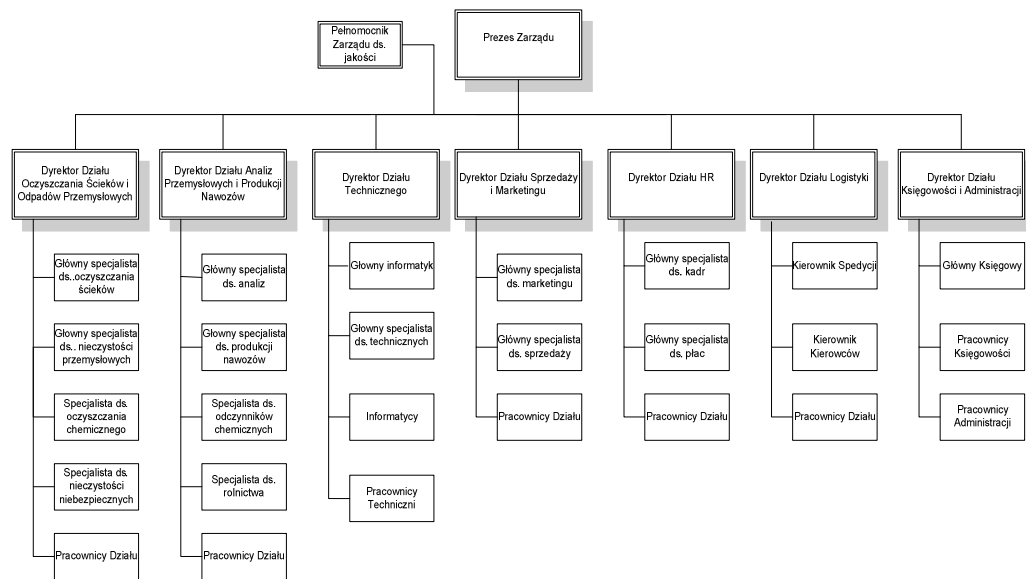 Pełnomocnik
Zarządu ds.
jakości
Prezes Zarządu
Dyrektor Działu
Oczyszczania Ścieków i
Odpadów Przemysłowych
Dyrektor Działu Analiz
Przemysłowych i Produkcji
Nawozów
Dyrektor Działu
Technicznego
Dyrektor Działu Sprzedaży
i Marketingu
Dyrektor Działu HR
Dyrektor Działu Logistyki
Dyrektor Działu
Księgowości i Administracji
Główny specjalista
ds..oczyszczania
ścieków
Głowny specjalista
ds.. nieczystości
przemysłowych
Specjalista ds.
oczyszczania
chemicznego
Specjalista ds.
nieczystości
niebezpiecznych
Pracownicy Działu
Główny specjalista
ds. analiz
Głowny specjalista
ds. produkcji
nawozów
Specjalista ds.
odczynników
chemicznych
Specjalista ds.
rolnictwa
Pracownicy Działu
Głowny informatyk
Głowny specjalista
ds. technicznych
Informatycy
Pracownicy
Techniczni
Główny specjalista
ds. marketingu
Główny specjalista
ds. sprzedaży
Pracownicy Działu
Główny specjalista
ds. kadr
Główny specjalista
ds. płac
Pracownicy Działu
Kierownik Spedycji
Kierownik
Kierowców
Pracownicy Działu
Główny Księgowy
Pracownicy
Księgowości
Pracownicy
Administracji